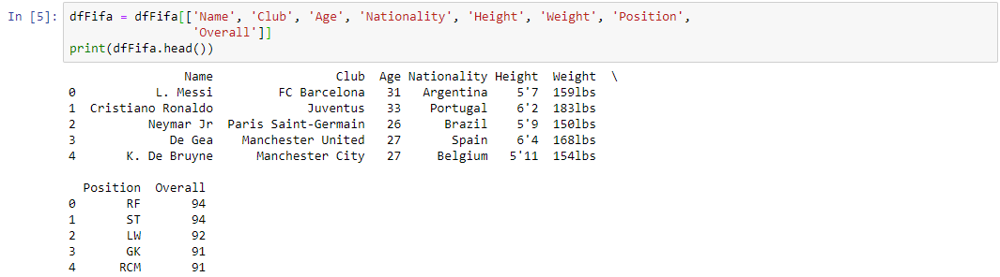 In [5]: dfFifa = dfFifa[['Name', 'Club', 'Age', 'Nationality', 'Height', 'Weight', 'Position',
'Overall']]
print(dfFifa.head())
Name Club Age Nationality Height Weight \
0 L. Messi FC Barcelona 31 Argentina 5'7 159lbs
1 Cristiano Ronaldo Juventus 33 Portugal 6'2 183lbs
2 Neymar Jr Paris Saint-Germain 26 Brazil 5'9 150lbs
3 De Gea Manchester United 27 Spain 6'4 168lbs
4 K. De Bruyne Manchester City 27 Belgium 5'11 154lbs
Position Overall
0 RF 94
1 ST 94
2 LW 92
3 GK 91
4 RCM 91